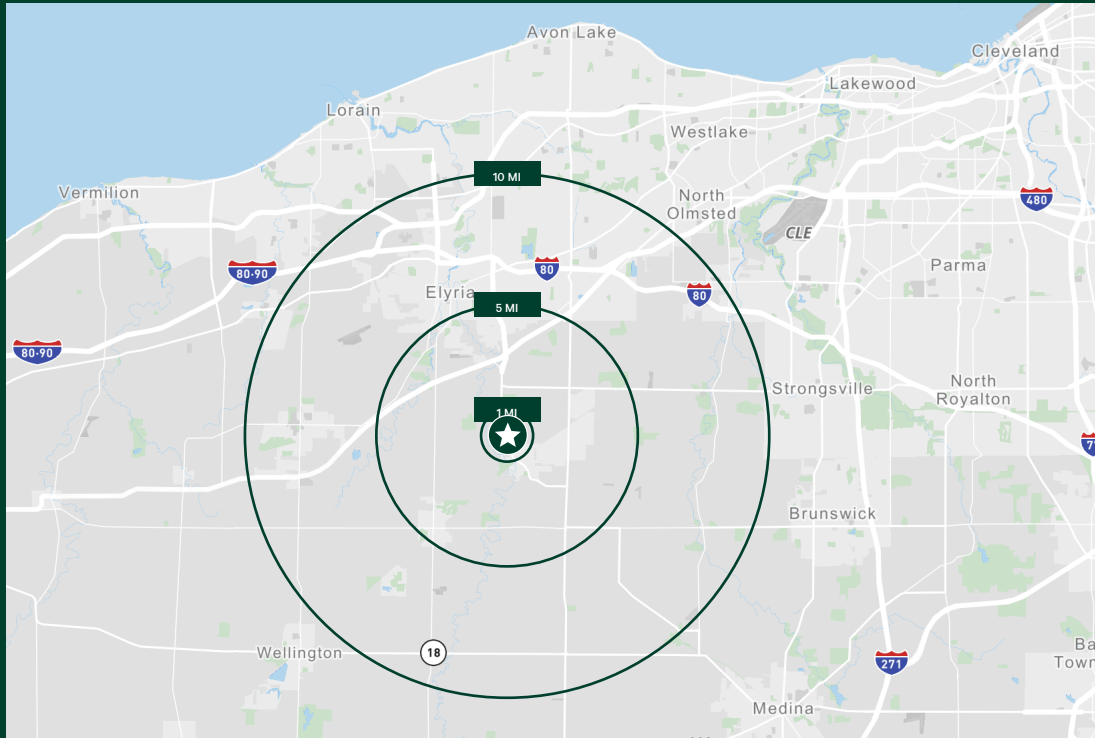 Avon Lake
Cleveland
Lakewood
Lorain
Westlake
10 MI
Vermilion
North
Olmsted
480
CLE
Parma
80-90
80
Elyria
80
5 MI
80-90
Strongsville
North
Royalton
1 MI
Brunswick
Wellington
18
271
Medina